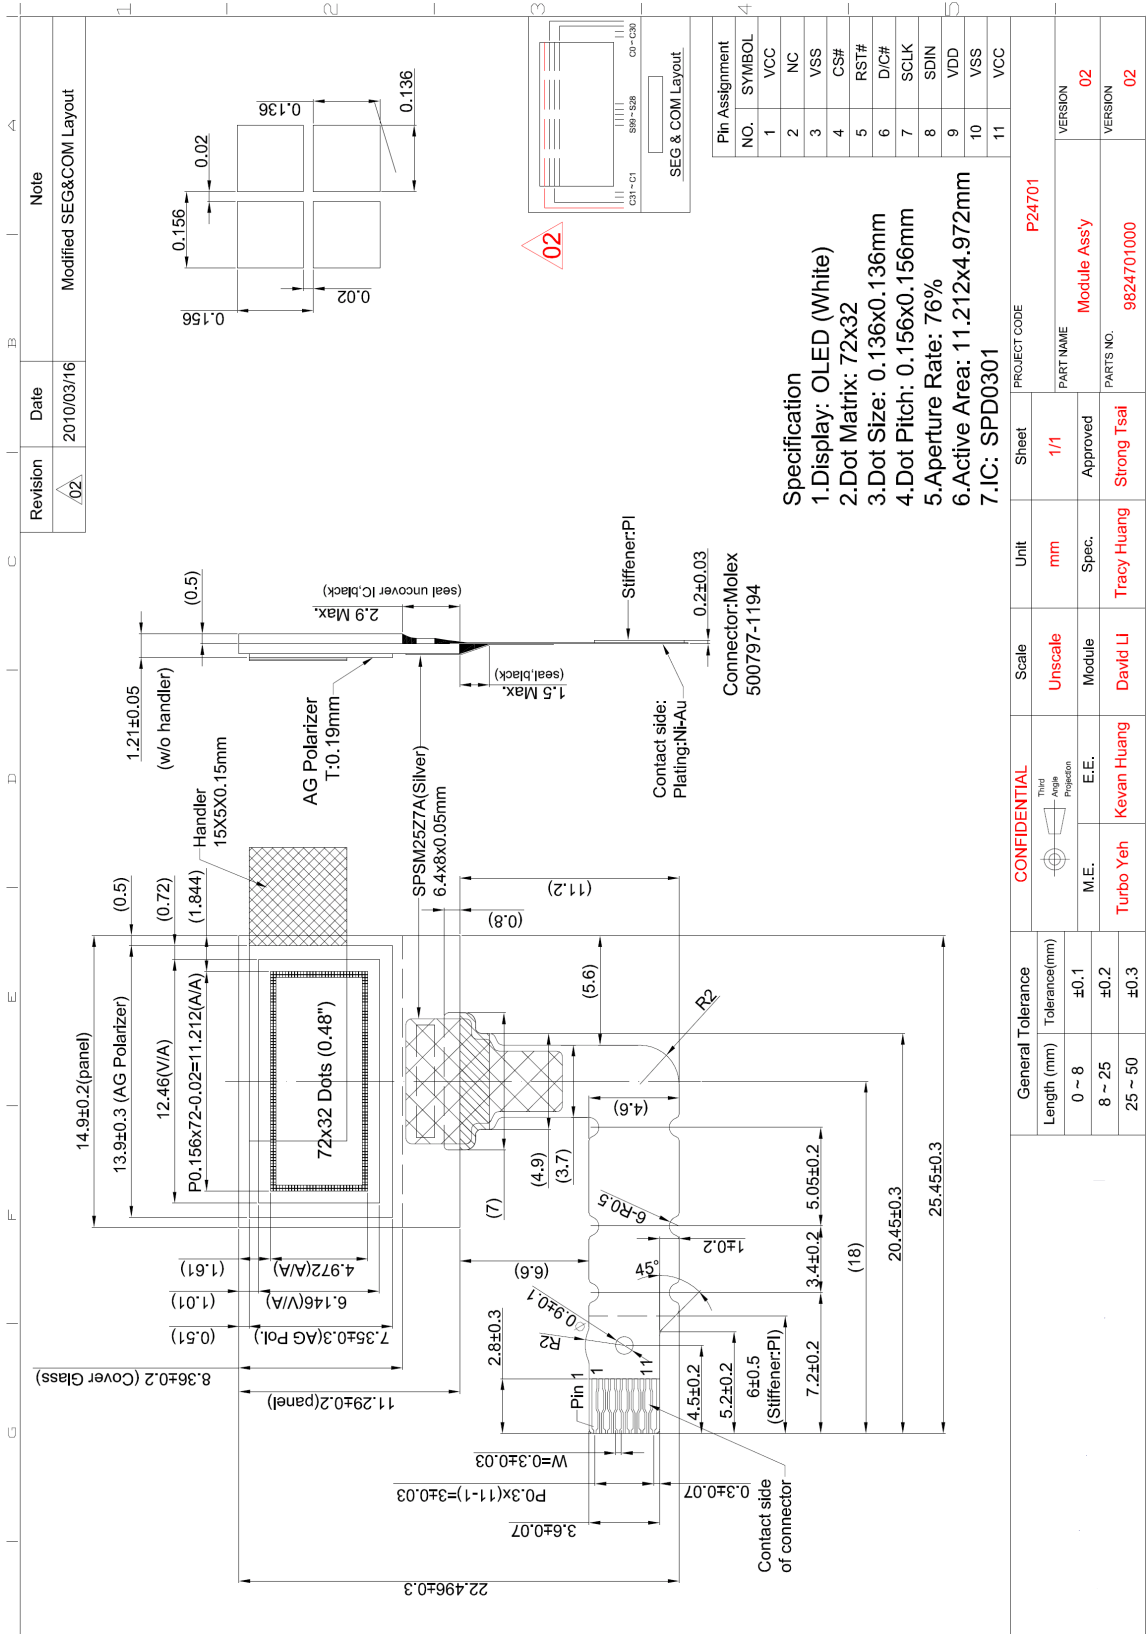 1
2
3
5
A
B
C
D
E
F
G
Revision
Date
Note
02
2010/03/16
Modified SEG&COM Layout
0.156
0.02
0.136
0.136
0.156
0.02
02
C31~C1
S99~S28
C0~C30
SEG & COM Layout
Pin Assignment
NO. SYMBOL
1 VCC
2 NC
3 VSS
4 CS#
5 RST#
6 D/C#
7 SCLK
8 SDIN
9 VDD
10 VSS
11 VCC
Specification
1.Display: OLED (White)
2.Dot Matrix: 72x32
3.Dot Size: 0.136x0.136mm
4.Dot Pitch: 0.156x0.156mm
5.Aperture Rate: 76%
6.Active Area: 11.212x4.972mm
7.IC: SPD0301
1.21±0.05
(w/o handler)
(0.5)
AG Polarizer
T:0.19mm
2.9 Max.
(seal uncover IC,black)
1.5 Max.
(seal,black)
Stiffener:PI
0.2±0.03
Connector:Molex
500797-1194
Contact side:
Plating:Ni-Au
Handler
15X5X0.15mm
SPSM25Z7A(Silver)
6.4x8x0.05mm
14.9±0.2(panel)
13.9±0.3 (AG Polarizer)
12.46(V/A)
P0.156x72-0.02=11.212(A/A)
(0.5)
(0.72)
(1.844)
72x32 Dots (0.48")
(1.61)
4.972(A/A)
(1.01)
6.146(V/A)
(0.51)
7.35±0.3(AG Pol.)
8.36±0.2 (Cover Glass)
11.29±0.2(panel)
22.496±0.3
(0.8)
(11.2)
(5.6)
R2
(4.6)
(7)
(4.9)
(3.7)
(6.6)
6-R0.5
1±0.2
45°
⌀0.9±0.1
R2
2.8±0.3
Pin 1
1
11
W=0.3±0.03
P0.3x(11-1)=3±0.03
0.3±0.07
3.6±0.07
Contact side
of connector
4.5±0.2
5.2±0.2
6±0.5
(Stiffener:PI)
7.2±0.2
3.4±0.2
5.05±0.2
(18)
20.45±0.3
25.45±0.3
General Tolerance
Length (mm) Tolerance(mm)
0 ~ 8 ±0.1
8 ~ 25 ±0.2
25 ~ 50 ±0.3
CONFIDENTIAL
Third
Angle
Projection
M.E.
Turbo Yeh
E.E.
Kevan Huang
Scale
Unscale
Module
David Li
Unit
mm
Spec.
Tracy Huang
Sheet
1/1
Approved
Strong Tsai
PROJECT CODE
P24701
PART NAME
Module Ass'y
VERSION
02
PARTS NO.
9824701000
VERSION
02